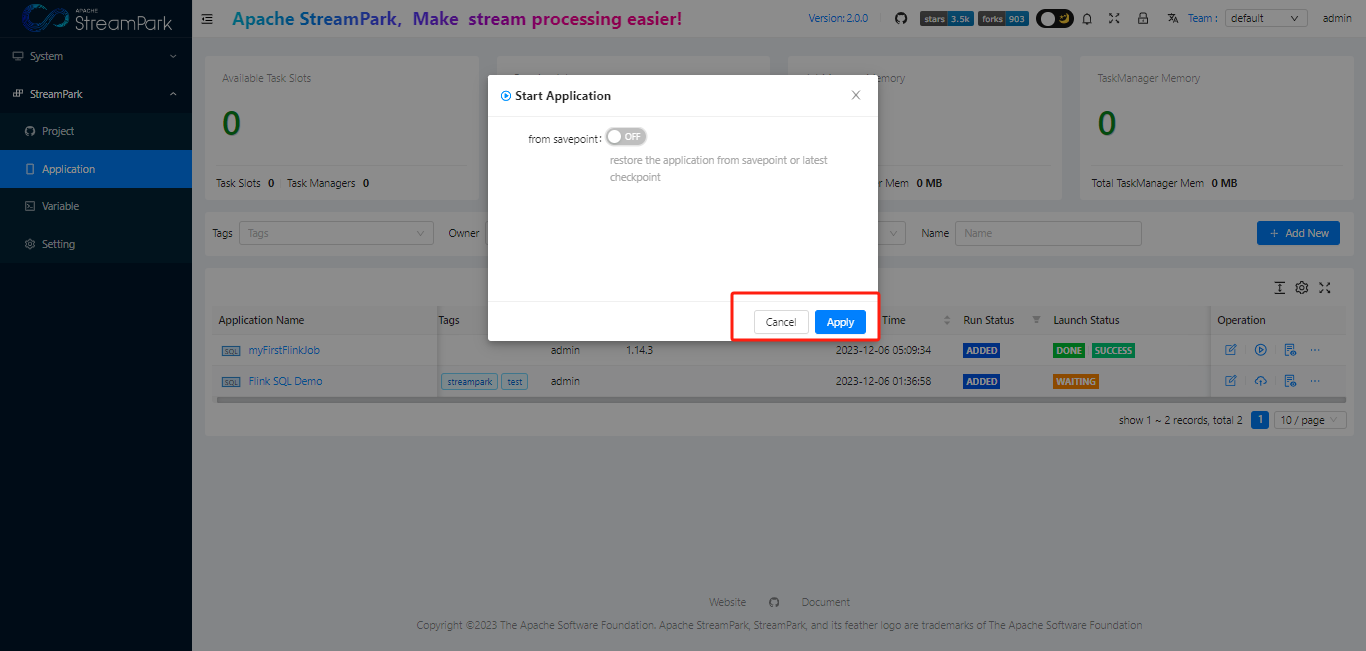 APACHE
StreamPark
Apache StreamPark, Make stream processing easier!
Version: 2.0.0
stars 3.5k forks 903
Team :
default
admin
System
StreamPark
Project
Application
Variable
Setting
Available Task Slots
0
Task Slots 0 Task Managers 0
Mem 0 MB
TaskManager Memory
0
Total TaskManager Mem 0 MB
Start Application
from savepoint:
OFF
restore the application from savepoint or latest
checkpoint
Cancel
Apply
Tags
Tags
Owner
Name
Name
Add New
Application Name Tags Time Run Status Launch Status Operation
SQL myFirstFlinkJob admin 1.14.3 2023-12-06 05:09:34 ADDED DONE SUCCESS
SQL Flink SQL Demo streampark test admin 2023-12-06 01:36:58 ADDED WAITING
show 1 ~ 2 records, total 2 1 10 / page
Website Document
Copyright ©2023 The Apache Software Foundation. Apache StreamPark, StreamPark, and its feather logo are trademarks of The Apache Software Foundation